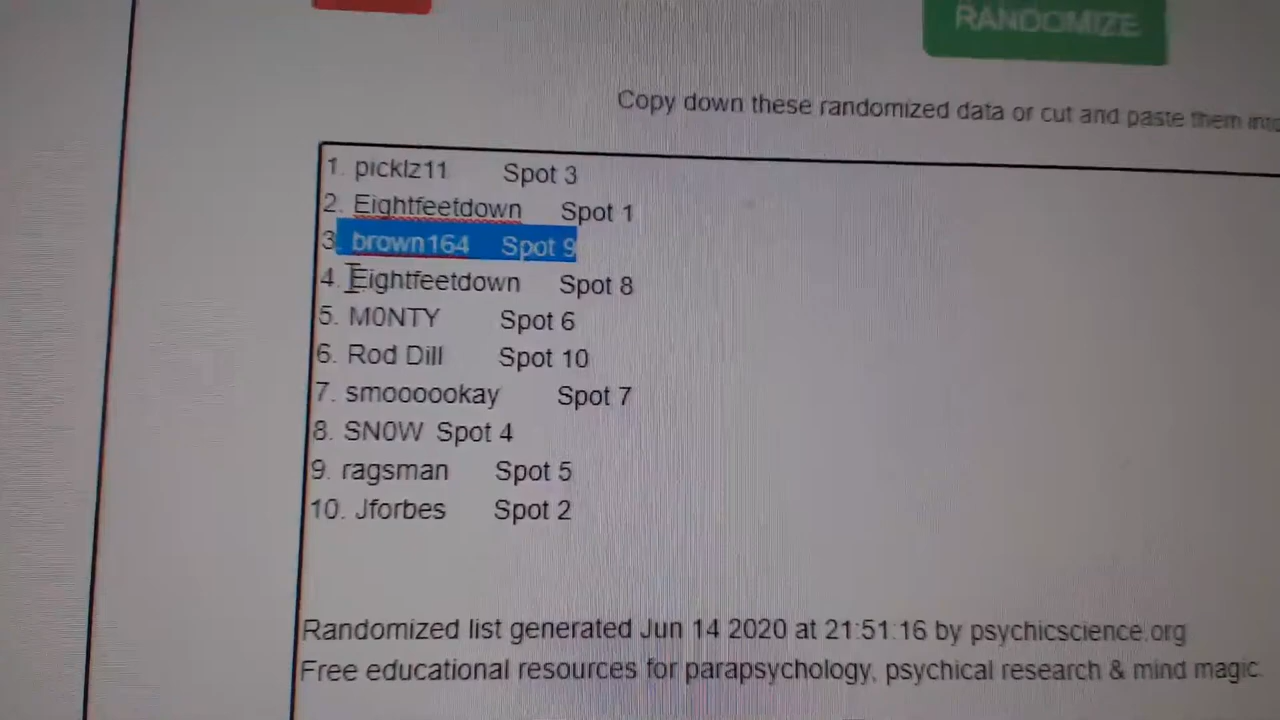 RANDOMIZE
Copy down these randomized data or cut and paste them into
1. picklz11 Spot 3
2. Eightfeetdown Spot 1
3. brown164 Spot 9
4. Eightfeetdown Spot 8
5. M0NTY Spot 6
6. Rod Dill Spot 10
7. smoooookay Spot 7
8. SN0W Spot 4
9. ragsman Spot 5
10. Jforbes Spot 2
Randomized list generated Jun 14 2020 at 21:51:16 by psychicscience.org
Free educational resources for parapsychology, psychical research & mind magic.